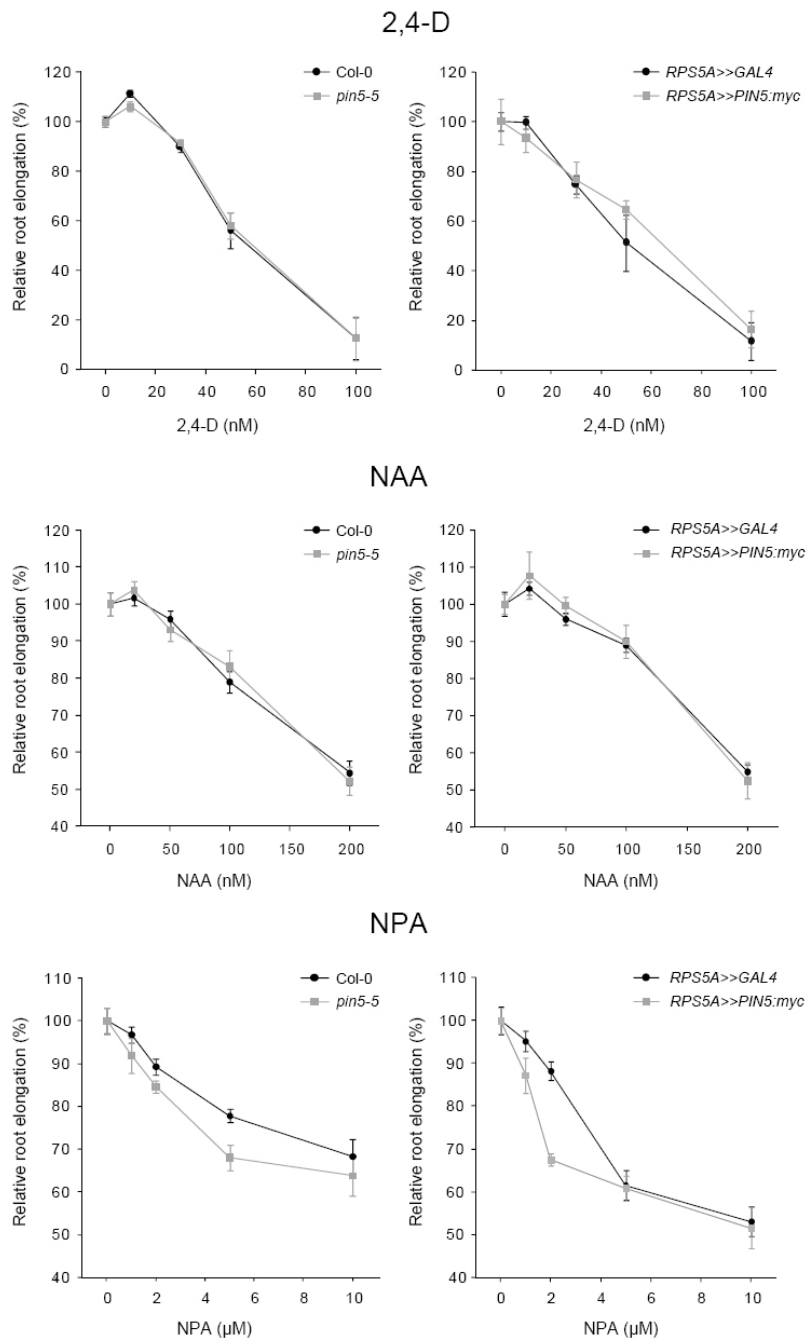 2,4-D
Relative root elongation (%)
120
100
80
60
40
20
0
0 20 40 60 80 100
2,4-D (nM)
Col-0
pin5-5
Relative root elongation (%)
120
100
80
60
40
20
0
0 20 40 60 80 100
2,4-D (nM)
RPS5A>>GAL4
RPS5A>>PIN5:myc
NAA
Relative root elongation (%)
120
110
100
90
80
70
60
50
40
0 50 100 150 200
NAA (nM)
Col-0
pin5-5
Relative root elongation (%)
120
110
100
90
80
70
60
50
40
0 50 100 150 200
NAA (nM)
RPS5A>>GAL4
RPS5A>>PIN5:myc
NPA
Relative root elongation (%)
110
100
90
80
70
60
50
40
0 2 4 6 8 10
NPA (µM)
Col-0
pin5-5
Relative root elongation (%)
110
100
90
80
70
60
50
40
0 2 4 6 8 10
NPA (µM)
RPS5A>>GAL4
RPS5A>>PIN5:myc